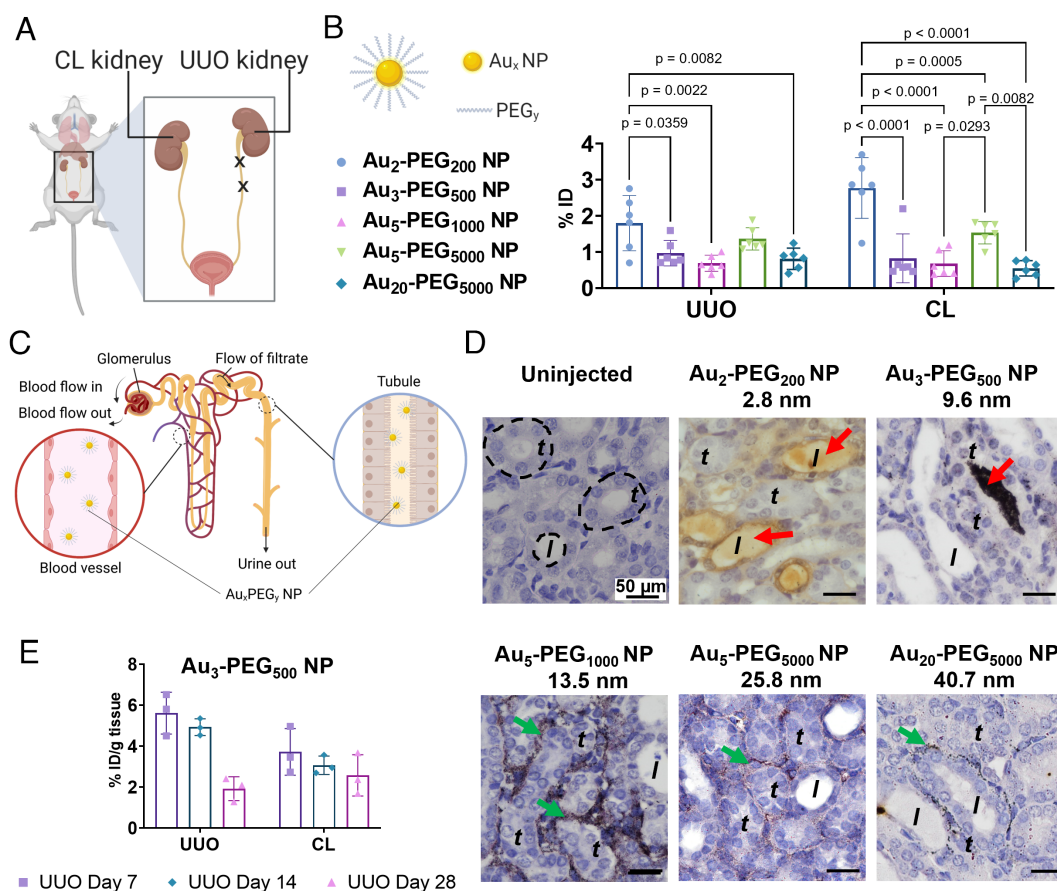 A
CL kidney UUO kidney
x
x
B
Auₓ NP
PEGᵧ
Au₂-PEG₂₀₀ NP
Au₃-PEG₅₀₀ NP
Au₅-PEG₁₀₀₀ NP
Au₅-PEG₅₀₀₀ NP
Au₂₀-PEG₅₀₀₀ NP
p < 0.0001
p = 0.0082 p = 0.0005
p = 0.0022 p < 0.0001 p = 0.0082
p = 0.0359 p < 0.0001 p = 0.0293
% ID
4
3
2
1
0
UUO CL
C
Glomerulus
Flow of filtrate
Blood flow in
Blood flow out
Tubule
Blood vessel
Urine out
AuₓPEGᵧ NP
D
Uninjected
t
t
l
50 µm
Au₂-PEG₂₀₀ NP
2.8 nm
t
l
t
l
Au₃-PEG₅₀₀ NP
9.6 nm
t
t
l
Au₅-PEG₁₀₀₀ NP
13.5 nm
t
l
t
t
Au₅-PEG₅₀₀₀ NP
25.8 nm
t
t
l
Au₂₀-PEG₅₀₀₀ NP
40.7 nm
t
l
l
t
E
Au₃-PEG₅₀₀ NP
% ID/g tissue
8
6
4
2
0
UUO CL
UUO Day 7 UUO Day 14 UUO Day 28